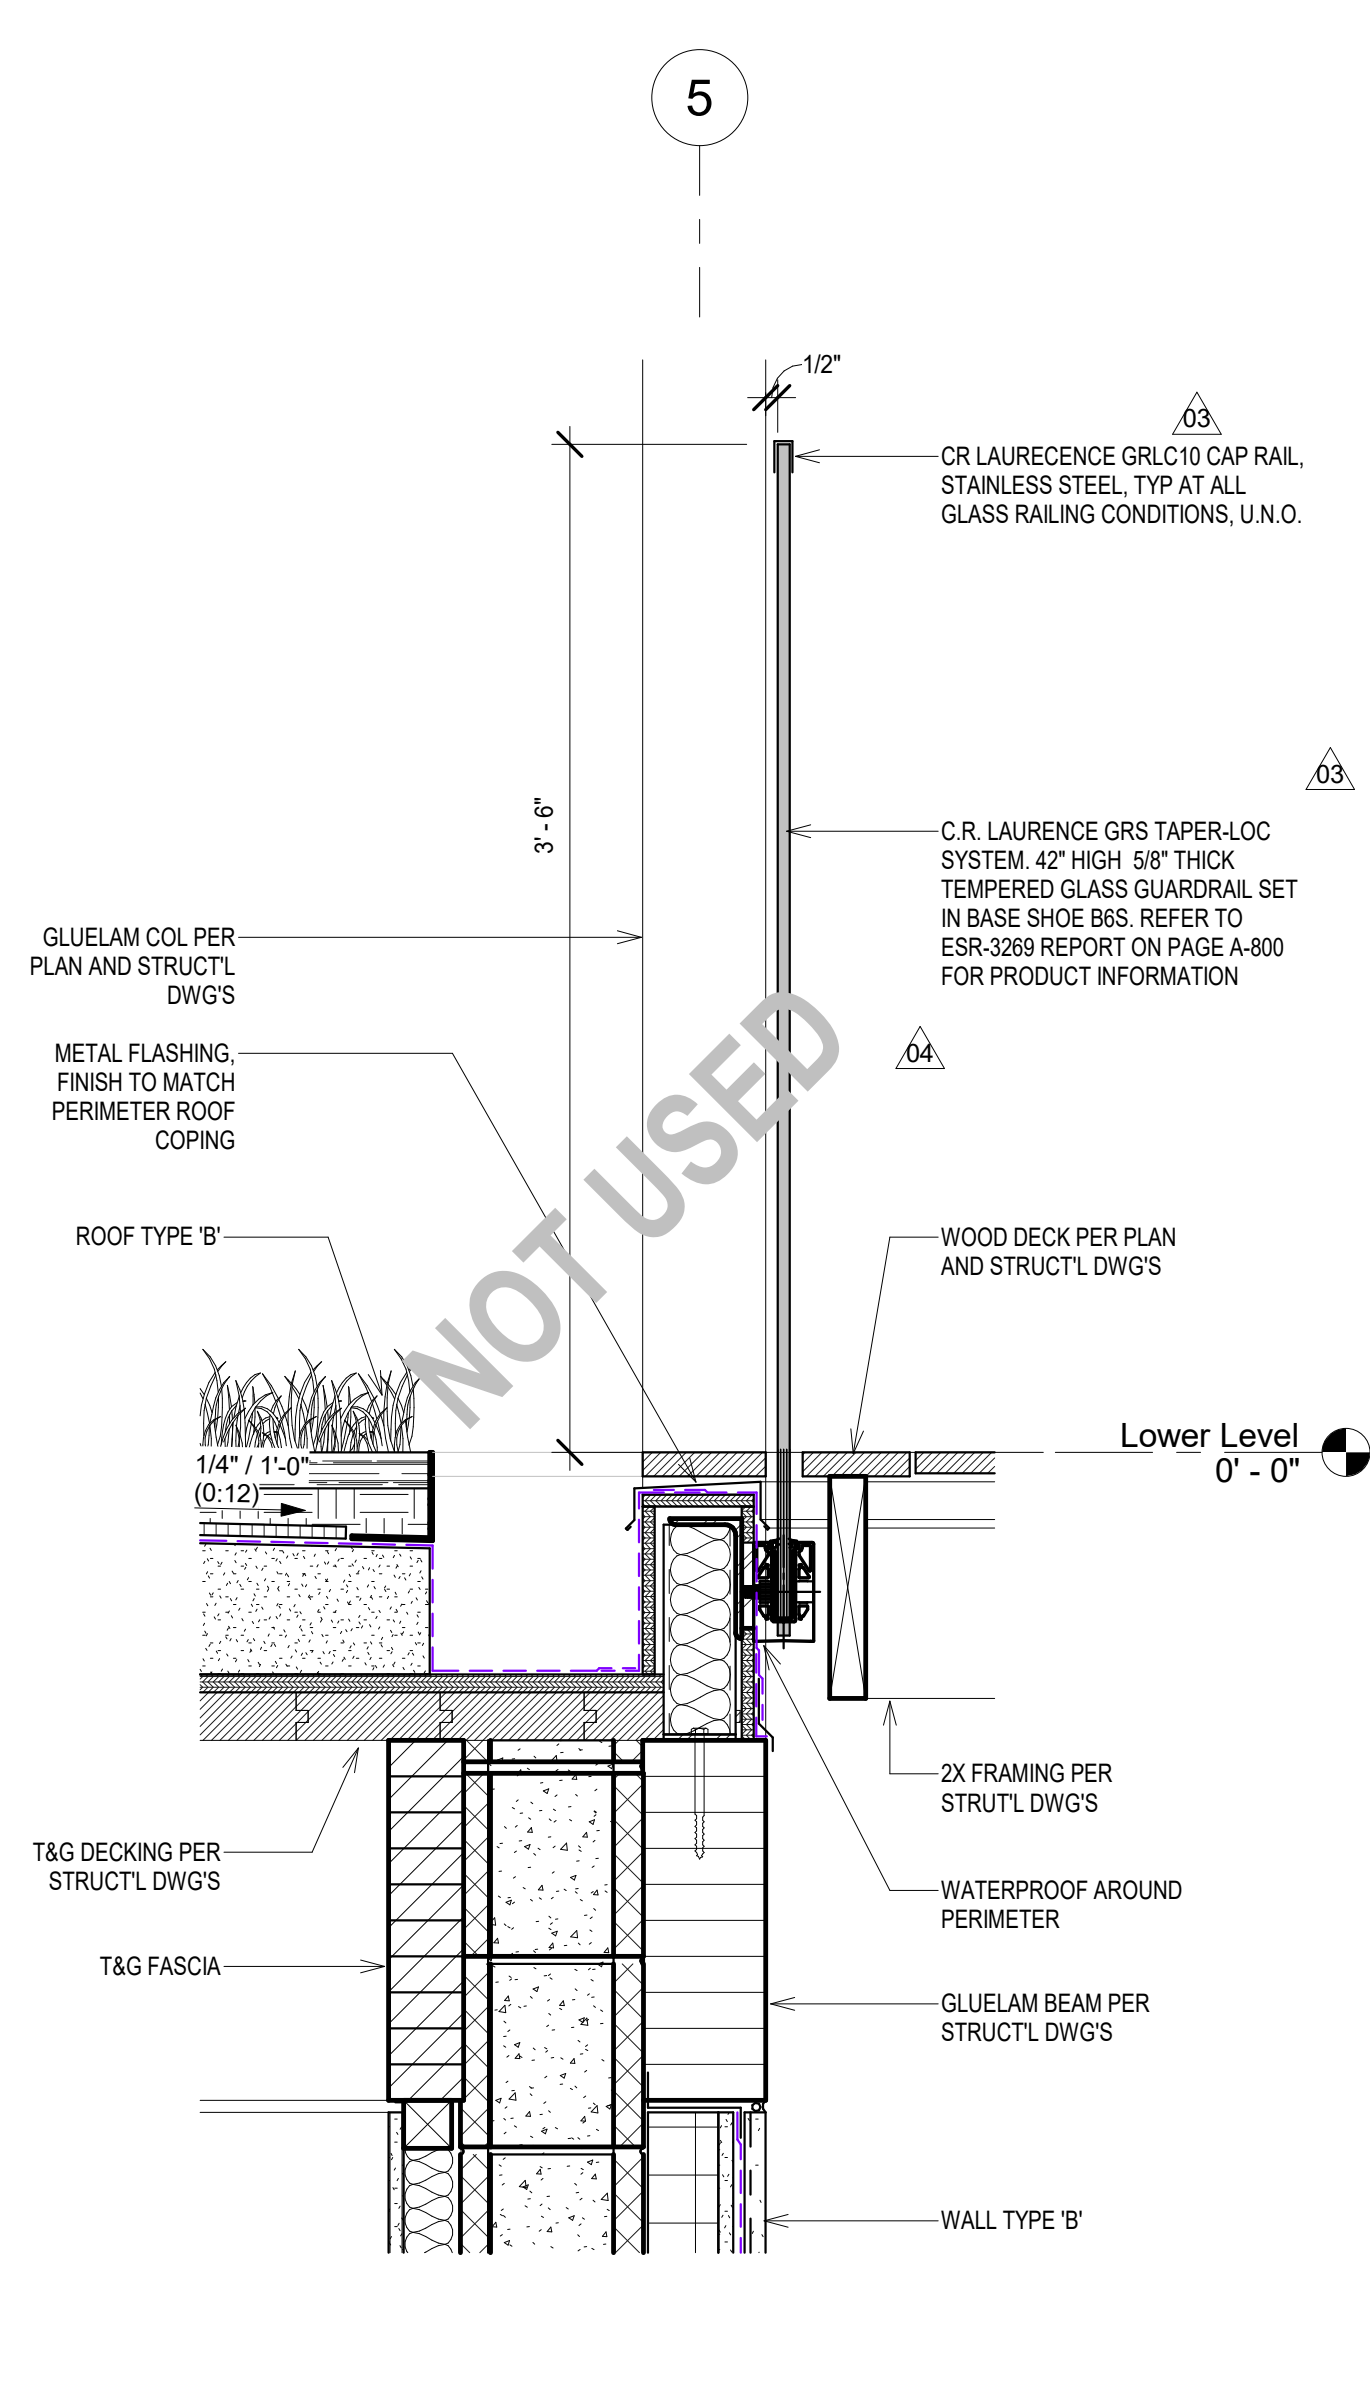 5
1/2"
03
CR LAURECENCE GRLC10 CAP RAIL,
STAINLESS STEEL, TYP AT ALL
GLASS RAILING CONDITIONS, U.N.O.
03
3' - 6"
C.R. LAURENCE GRS TAPER-LOC
SYSTEM. 42" HIGH 5/8" THICK
TEMPERED GLASS GUARDRAIL SET
IN BASE SHOE B6S. REFER TO
ESR-3269 REPORT ON PAGE A-800
FOR PRODUCT INFORMATION
GLUELAM COL PER
PLAN AND STRUCT'L
DWG'S
04
METAL FLASHING,
FINISH TO MATCH
PERIMETER ROOF
COPING
NOT USED
ROOF TYPE 'B'
WOOD DECK PER PLAN
AND STRUCT'L DWG'S
Lower Level
0' - 0"
1/4" / 1'-0"
(0:12)
2X FRAMING PER
STRUT'L DWG'S
T&G DECKING PER
STRUCT'L DWG'S
WATERPROOF AROUND
PERIMETER
T&G FASCIA
GLUELAM BEAM PER
STRUCT'L DWG'S
WALL TYPE 'B'